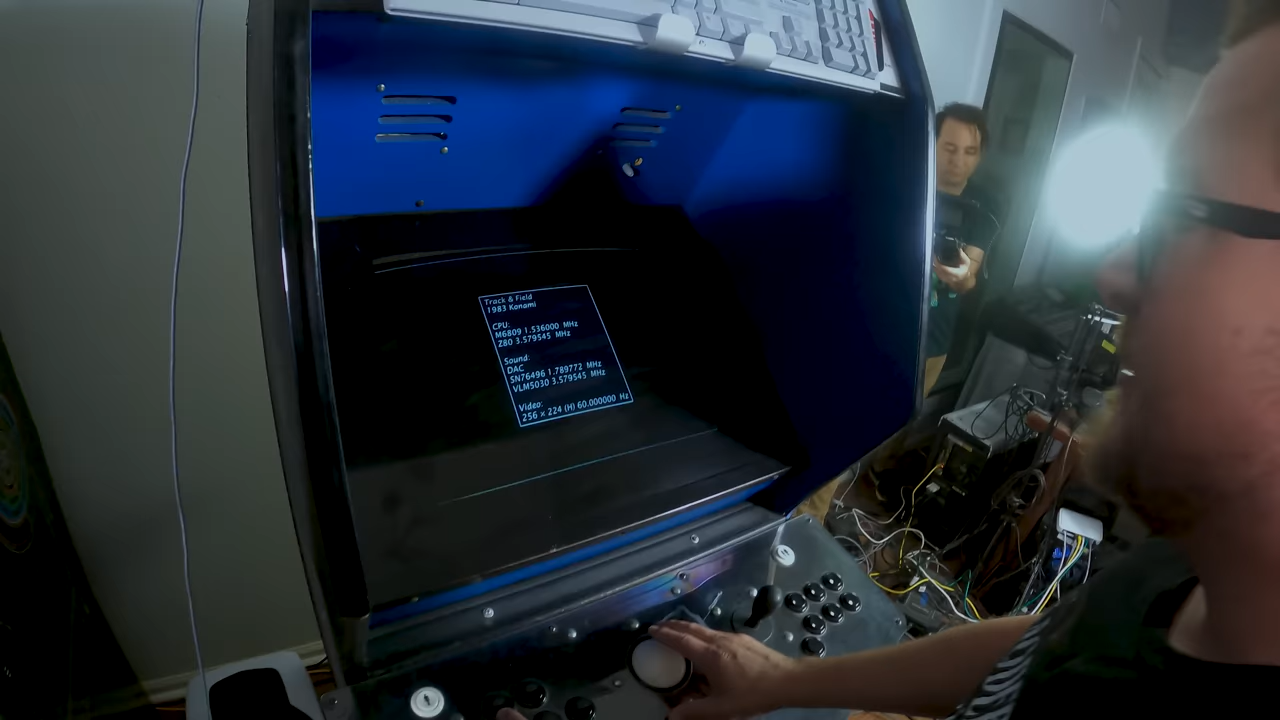 Track & Field
1983 Konami
CPU:
M6809 1.536000 MHz
Z80 3.579545 MHz
Sound:
DAC
SN76496 1.789772 MHz
VLM5030 3.579545 MHz
Video:
256 × 224 (H) 60.000000 Hz